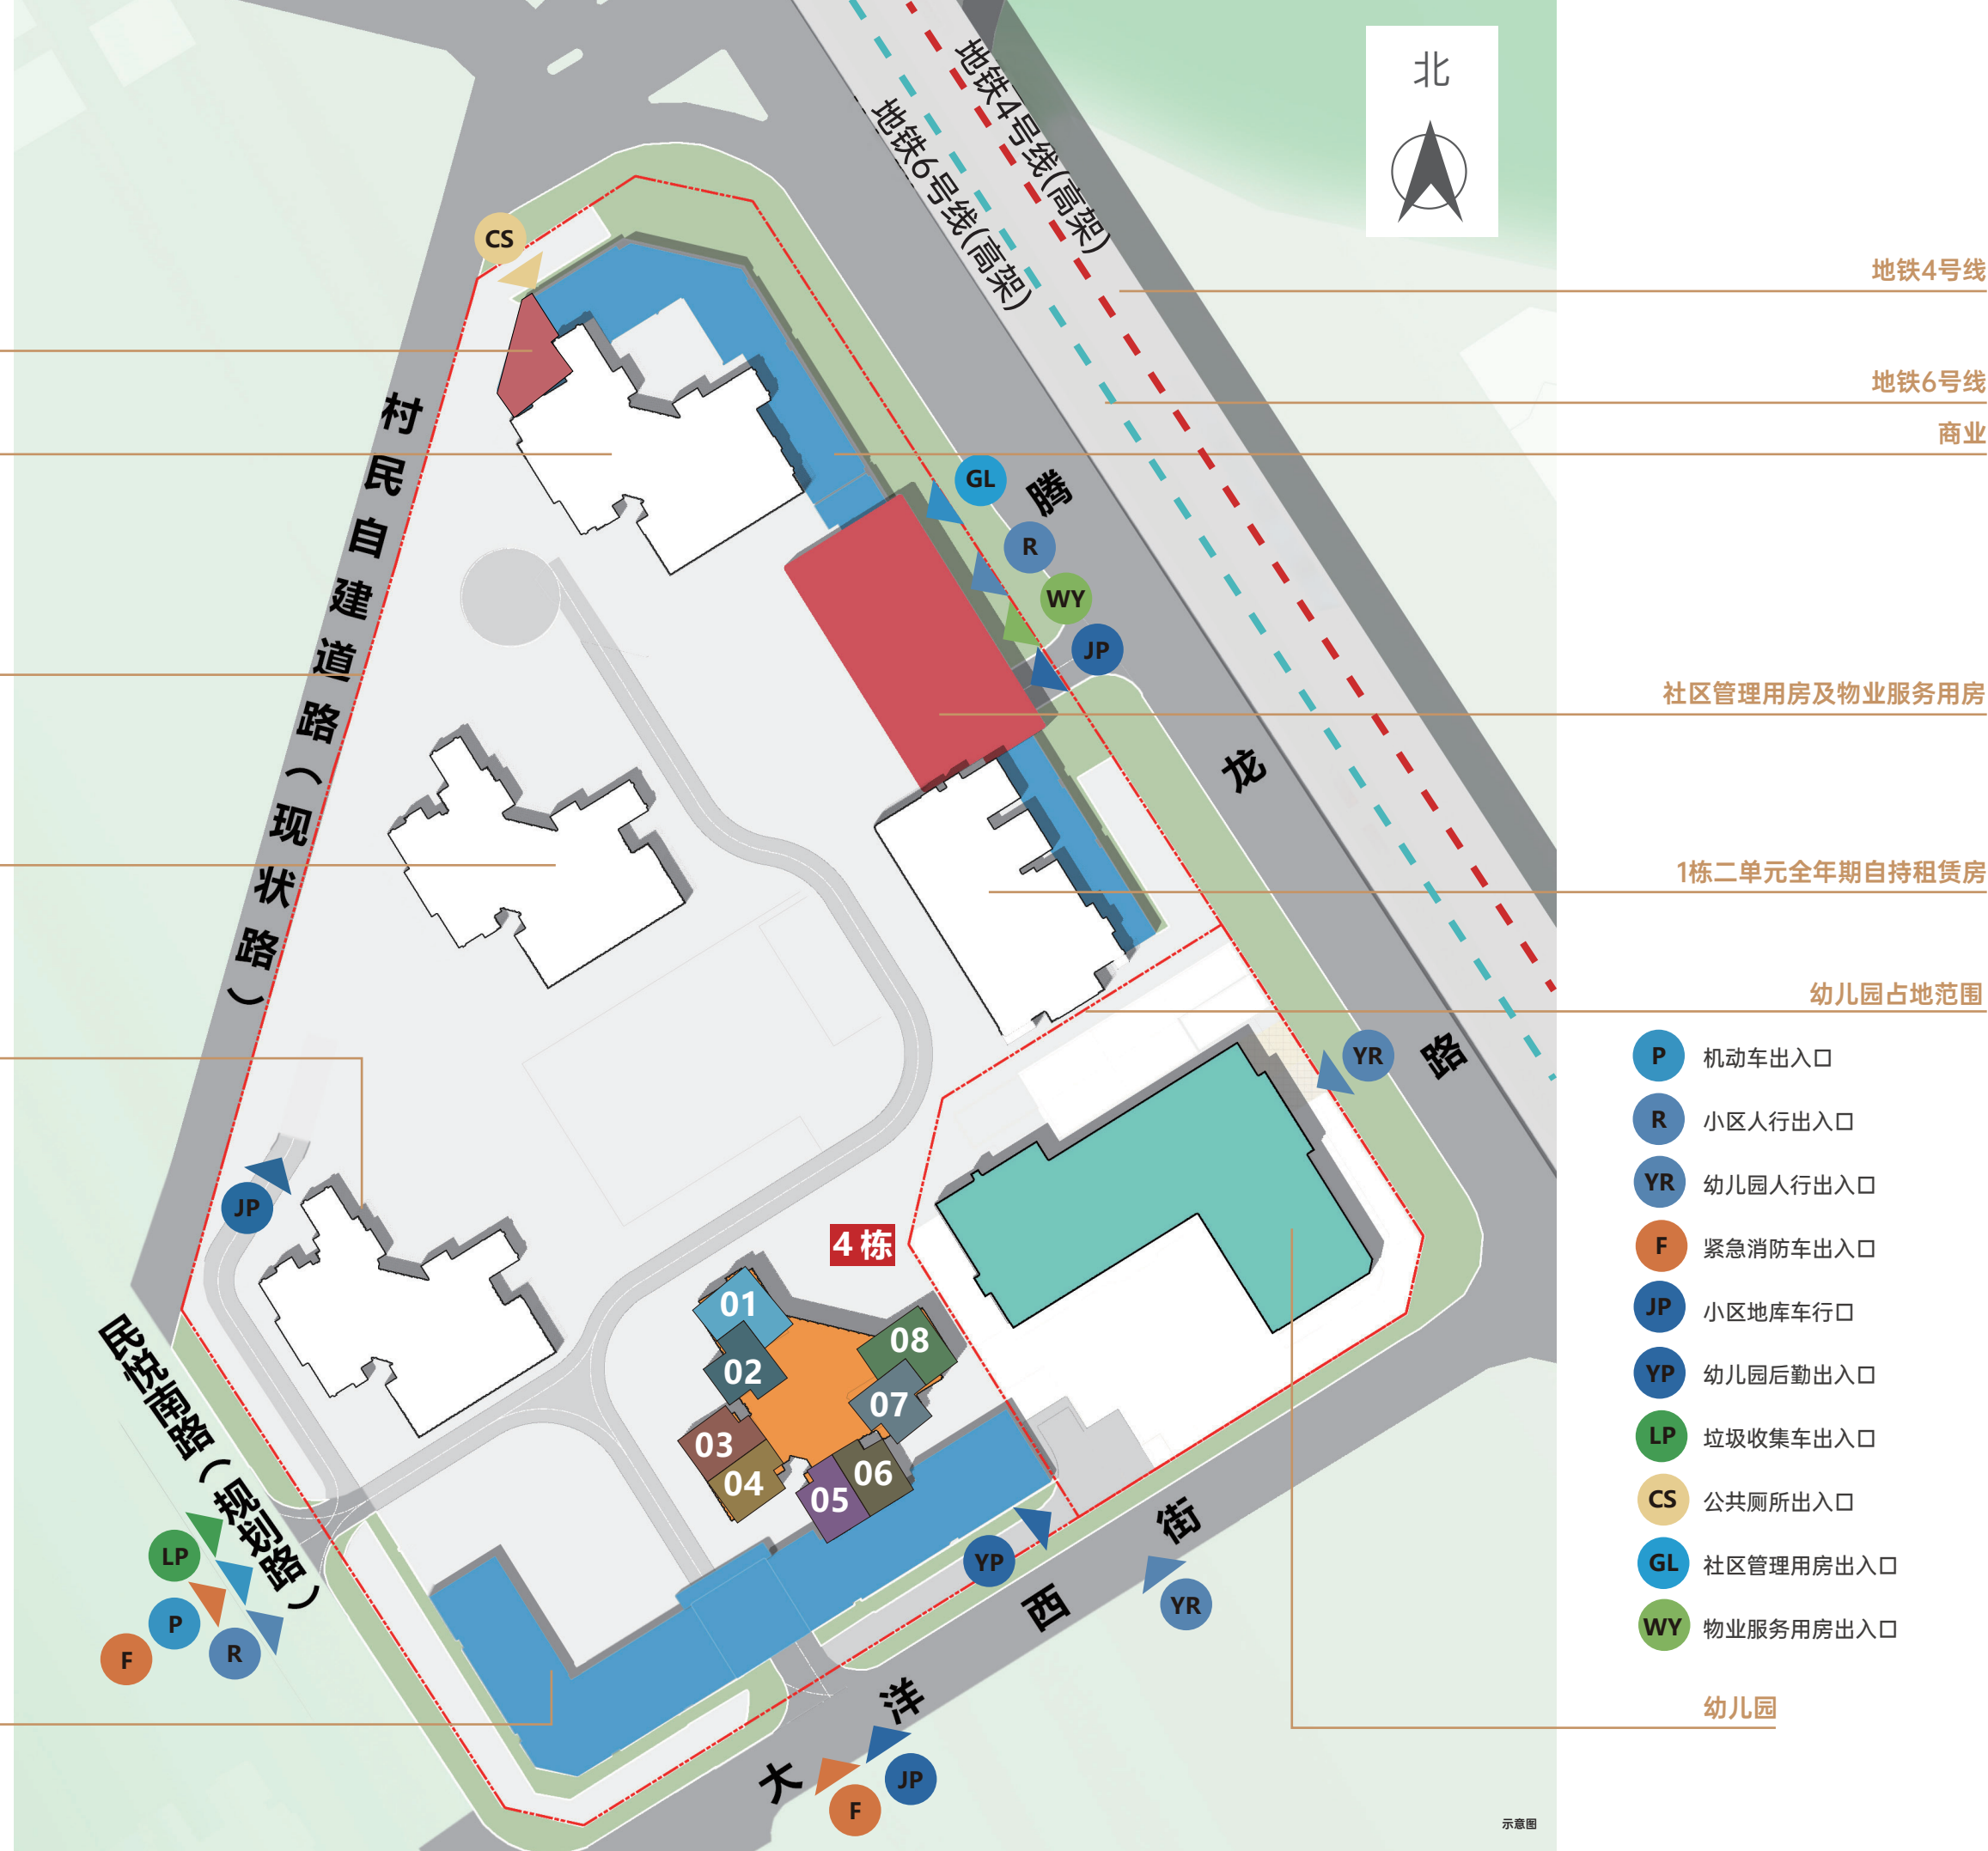 北
地铁4号线(高架)
地铁6号线(高架)
CS
地铁4号线
地铁6号线
商业
村民自建道路（现状路）
GL
R
WY
JP
腾龙路
社区管理用房及物业服务用房
1栋二单元全年期自持租赁房
幼儿园占地范围
YR
P 机动车出入口
R 小区人行出入口
YR 幼儿园人行出入口
F 紧急消防车出入口
JP 小区地库车行口
YP 幼儿园后勤出入口
LP 垃圾收集车出入口
CS 公共厕所出入口
GL 社区管理用房出入口
WY 物业服务用房出入口
幼儿园
JP
4 栋
01
02
03
04
05
06
07
08
民悦南路（规划路）
LP
P
F
R
YP
YR
大洋西街
JP
F
示意图